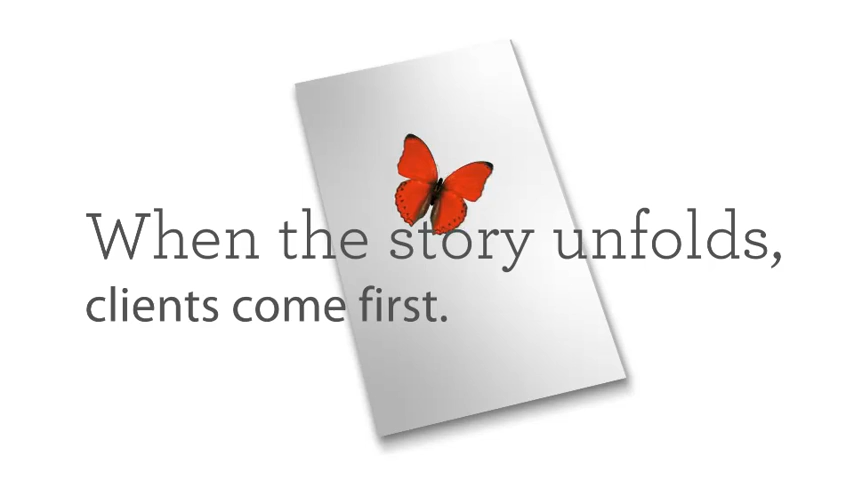 When the story unfolds,
clients come first.